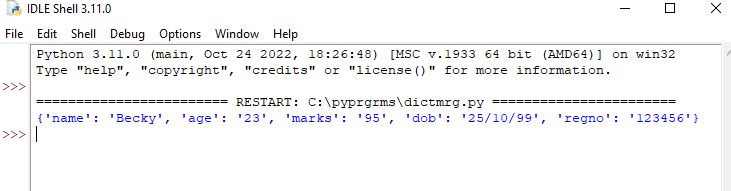 IDLE Shell 3.11.0
File Edit Shell Debug Options Window Help
Python 3.11.0 (main, Oct 24 2022, 18:26:48) [MSC v.1933 64 bit (AMD64)] on win32
Type "help", "copyright", "credits" or "license()" for more information.
>>>
======================== RESTART: C:\pyprgrms\dictmrg.py =======================
{'name': 'Becky', 'age': '23', 'marks': '95', 'dob': '25/10/99', 'regno': '123456'}
>>>